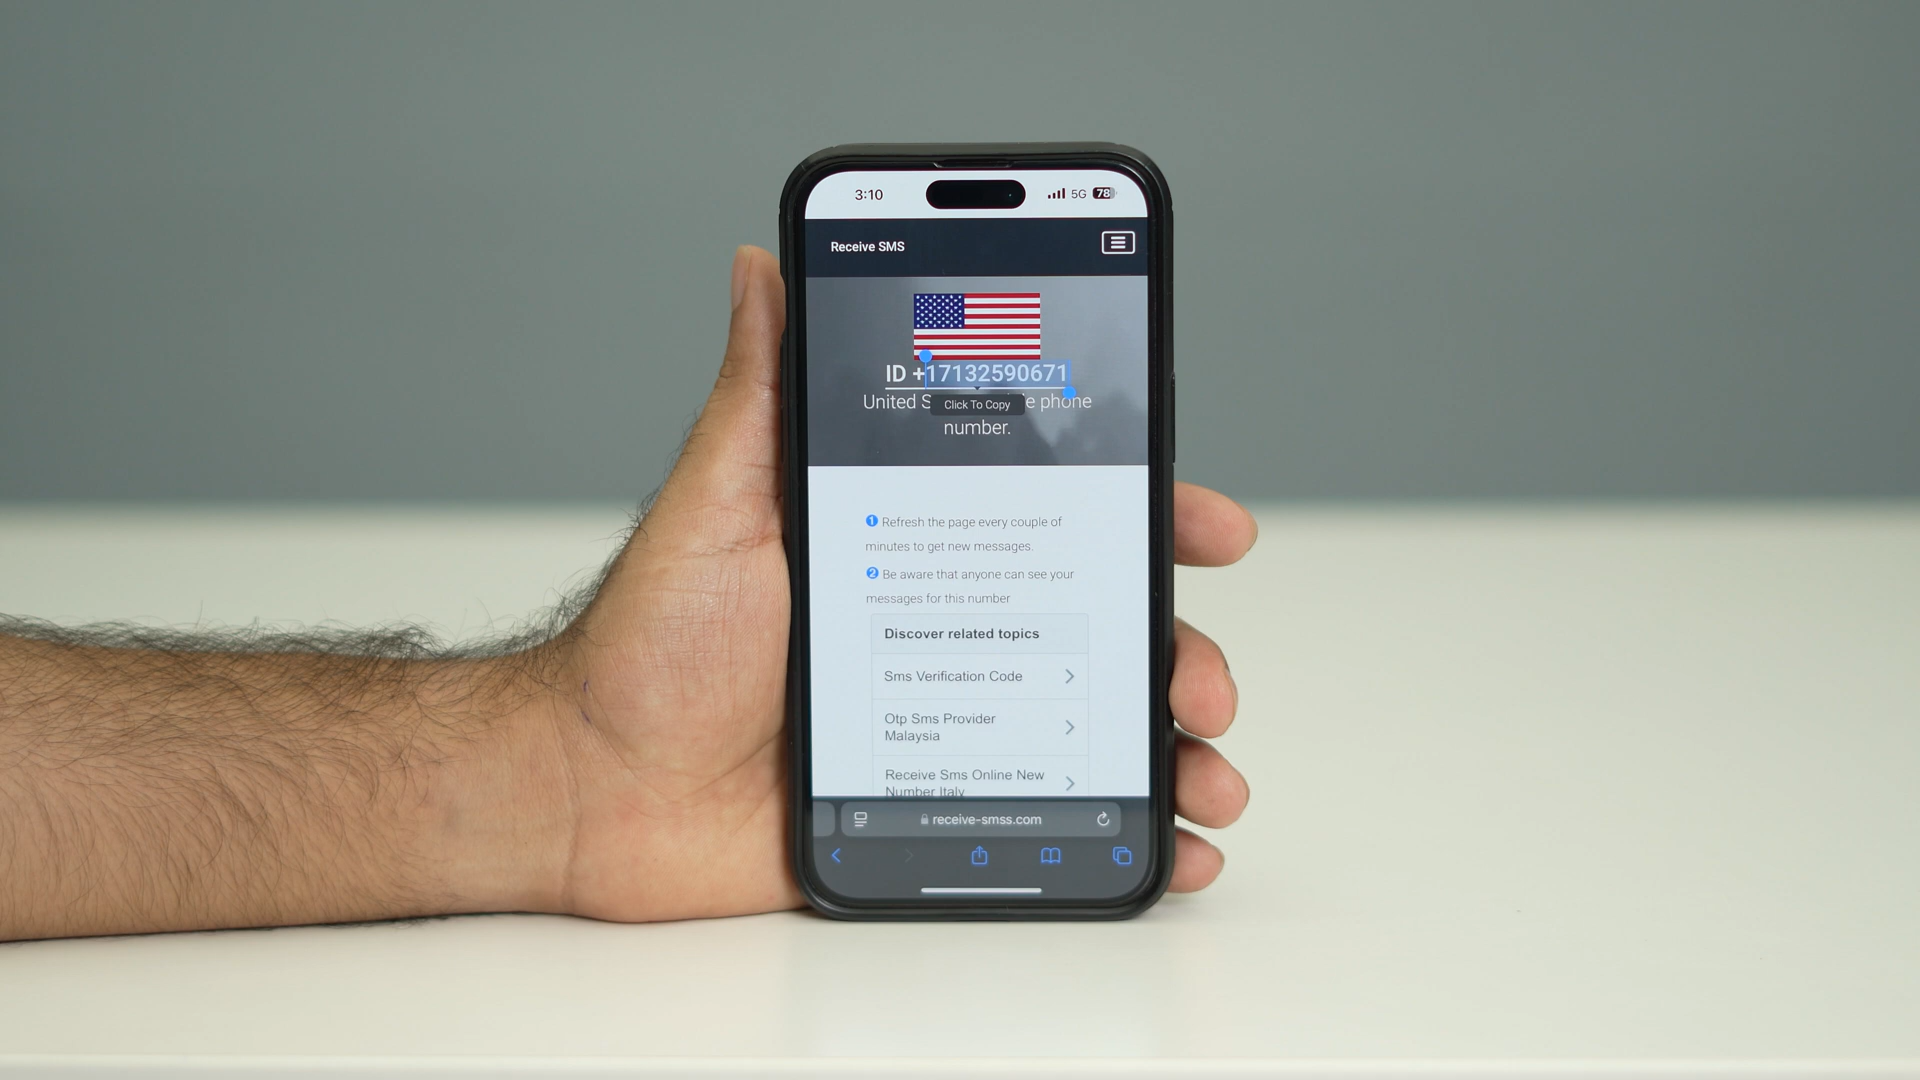 3:10 5G 78
Receive SMS
ID +17132590671
United S e phone
Click To Copy
number.
1 Refresh the page every couple of
minutes to get new messages.
2 Be aware that anyone can see your
messages for this number
Discover related topics
Sms Verification Code
Otp Sms Provider
Malaysia
Receive Sms Online New
Number Italy
receive-smss.com